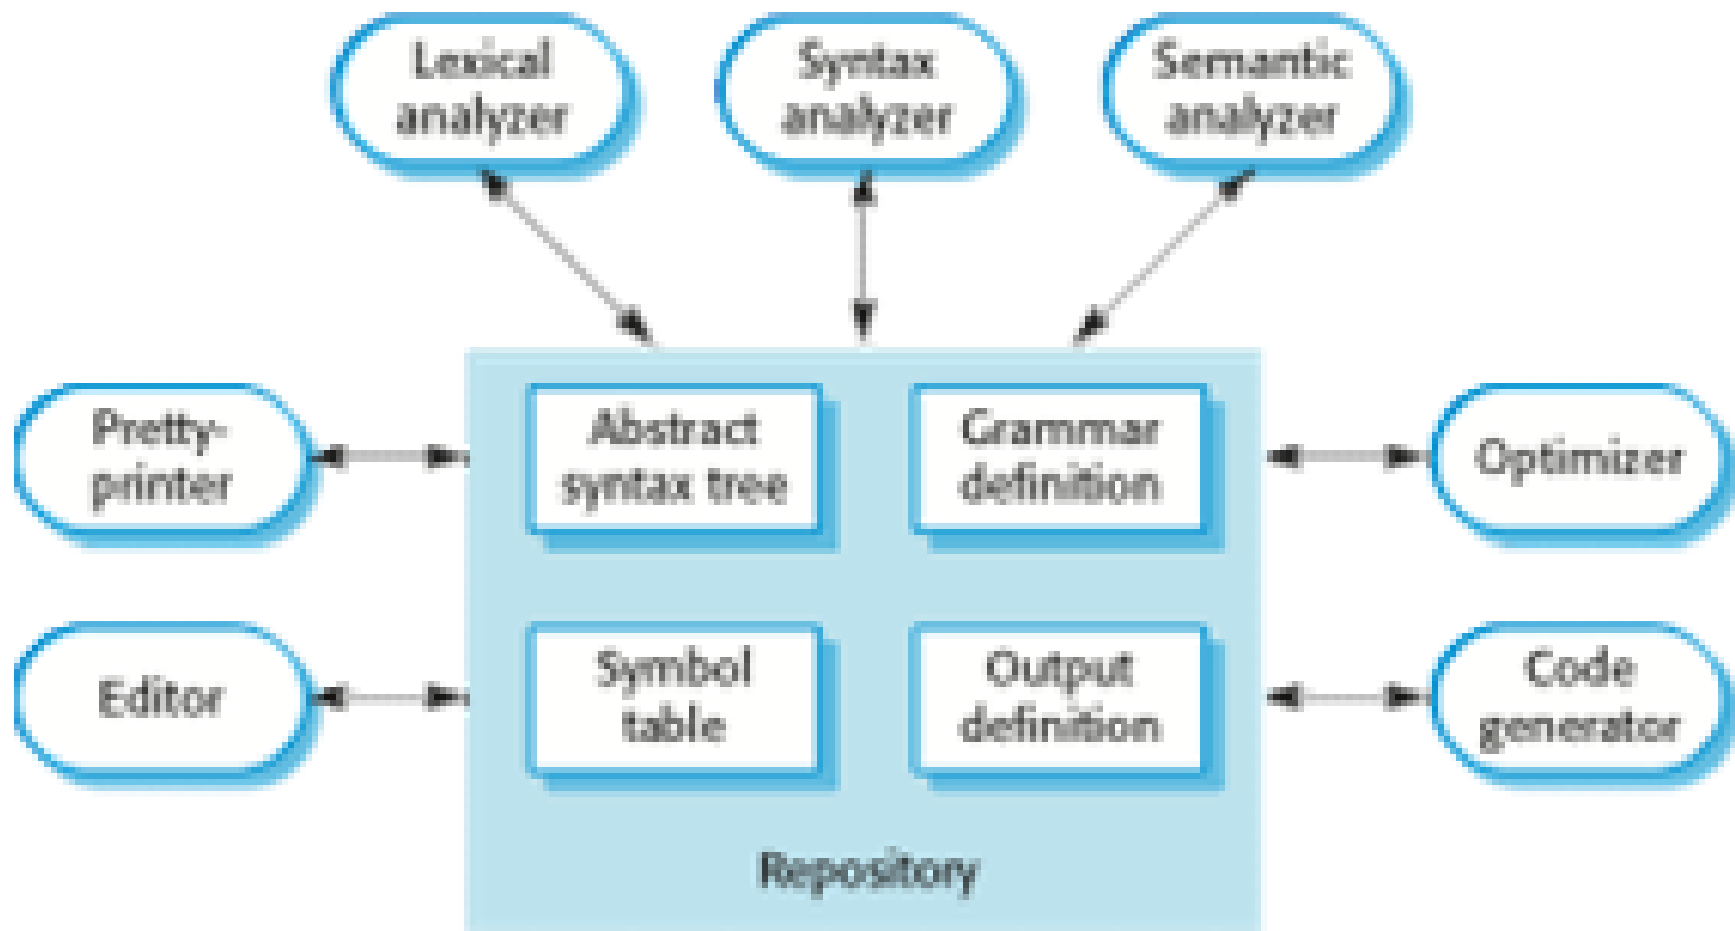 Lexical
analyzer
Syntax
analyzer
Semantic
analyzer
Pretty-
printer
Abstract
syntax tree
Grammar
definition
Optimizer
Editor
Symbol
table
Output
definition
Code
generator
Repository